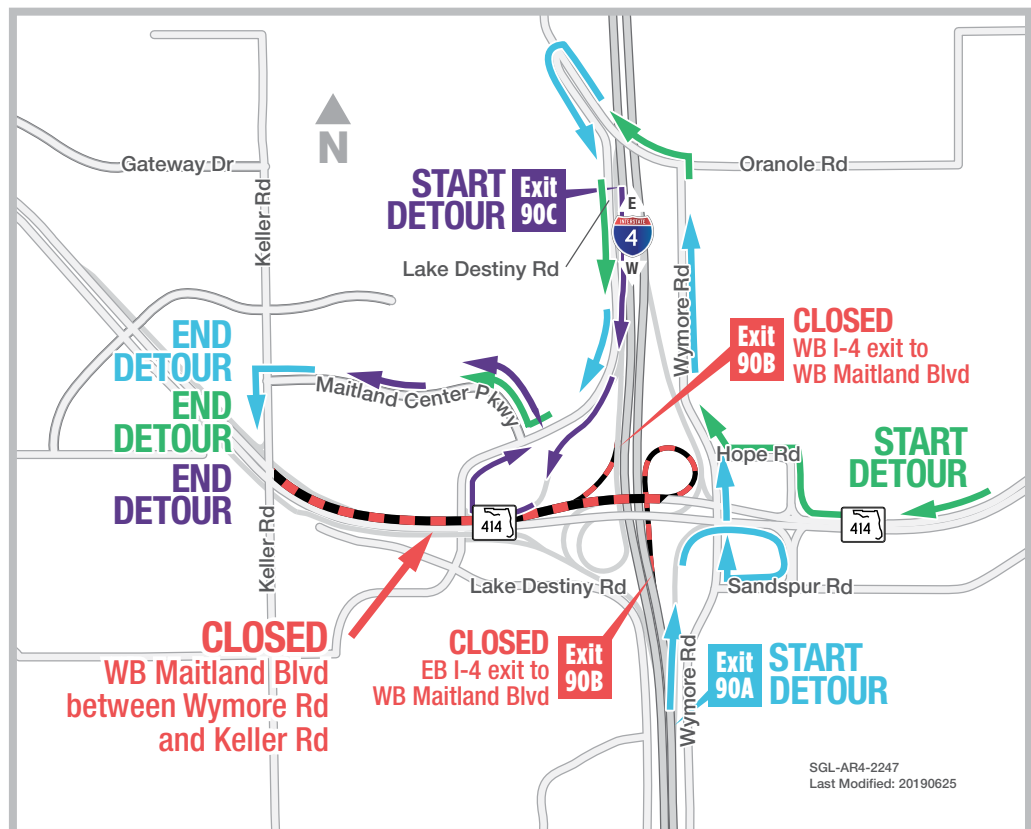 Gateway Dr
N
Keller Rd
Oranole Rd
START
DETOUR
Exit
90C
E
INTERSTATE
4
W
Lake Destiny Rd
Wymore Rd
Exit
90B
CLOSED
WB I-4 exit to
WB Maitland Blvd
END
DETOUR
Maitland Center Pkwy
END
DETOUR
END
DETOUR
Hope Rd
START
DETOUR
414
414
Keller Rd
Lake Destiny Rd
Sandspur Rd
CLOSED
WB Maitland Blvd
between Wymore Rd
and Keller Rd
CLOSED
EB I-4 exit to
WB Maitland Blvd
Exit
90B
Wymore Rd
Exit
90A
START
DETOUR
SGL-AR4-2247
Last Modified: 20190625